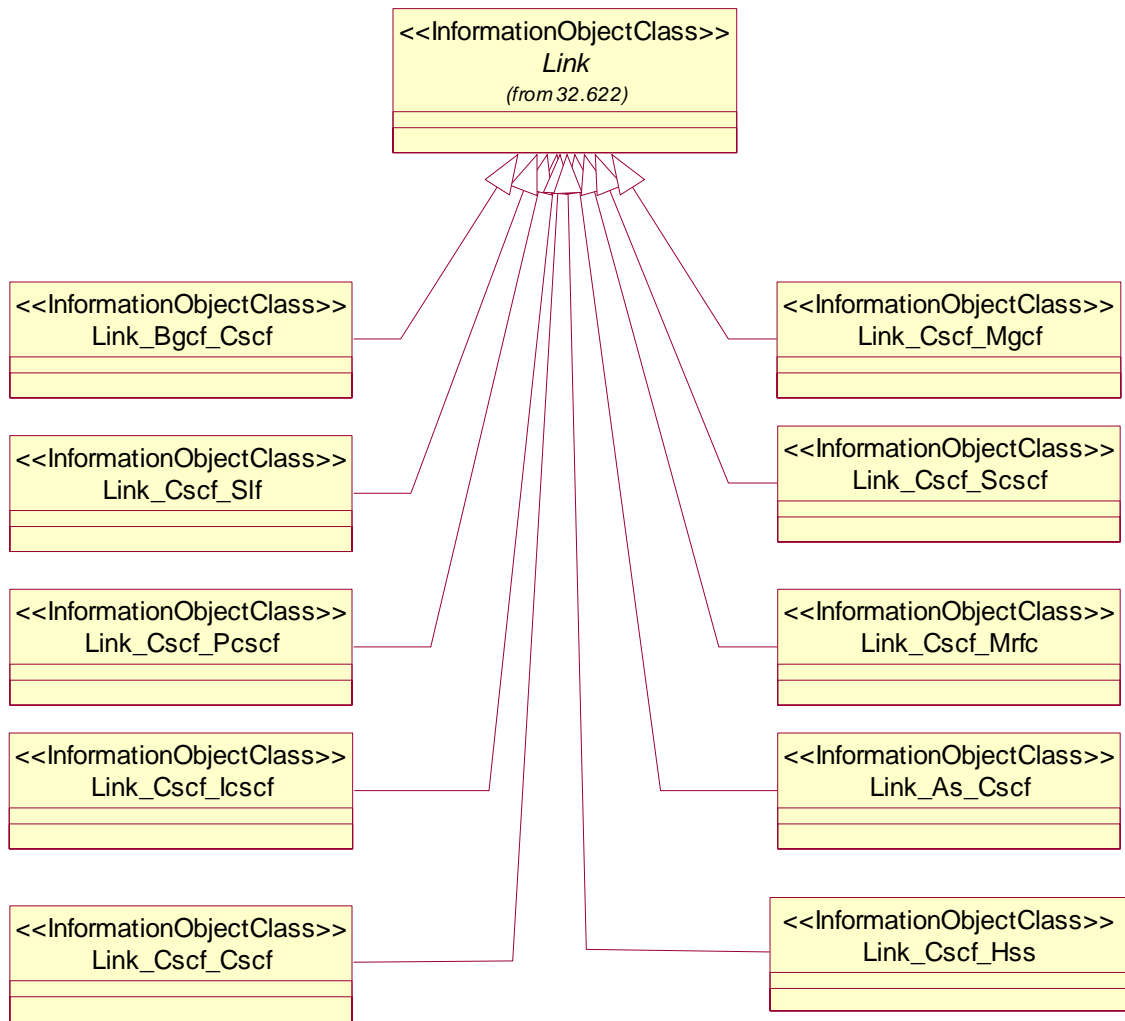 <<InformationObjectClass>>
Link
(from 32.622)
<<InformationObjectClass>>
Link_Bgcf_Cscf
<<InformationObjectClass>>
Link_Cscf_Mgcf
<<InformationObjectClass>>
Link_Cscf_Slf
<<InformationObjectClass>>
Link_Cscf_Scscf
<<InformationObjectClass>>
Link_Cscf_Pcscf
<<InformationObjectClass>>
Link_Cscf_Mrfc
<<InformationObjectClass>>
Link_Cscf_Icscf
<<InformationObjectClass>>
Link_As_Cscf
<<InformationObjectClass>>
Link_Cscf_Cscf
<<InformationObjectClass>>
Link_Cscf_Hss